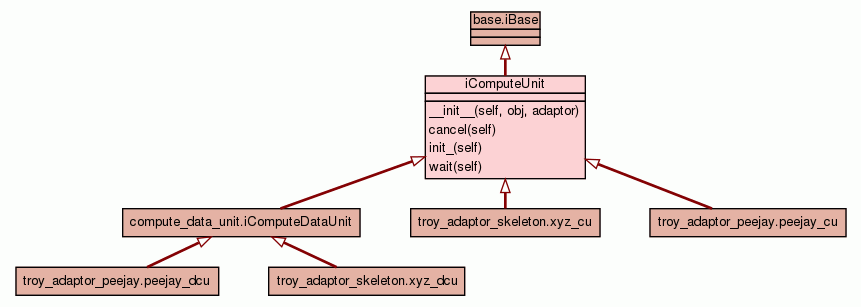 base.iBase
iComputeUnit
__init__(self, obj, adaptor)
cancel(self)
init_(self)
wait(self)
compute_data_unit.iComputeDataUnit
troy_adaptor_skeleton.xyz_cu
troy_adaptor_peejay.peejay_cu
troy_adaptor_peejay.peejay_dcu
troy_adaptor_skeleton.xyz_dcu